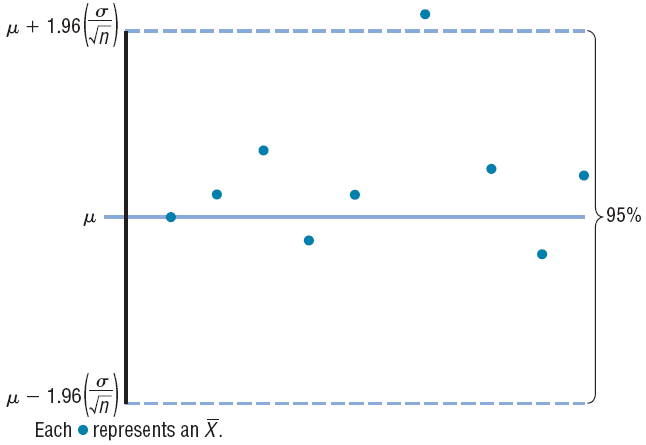 μ + 1.96(σ/√n)
μ
95%
μ − 1.96(σ/√n)
Each ● represents an X̅.